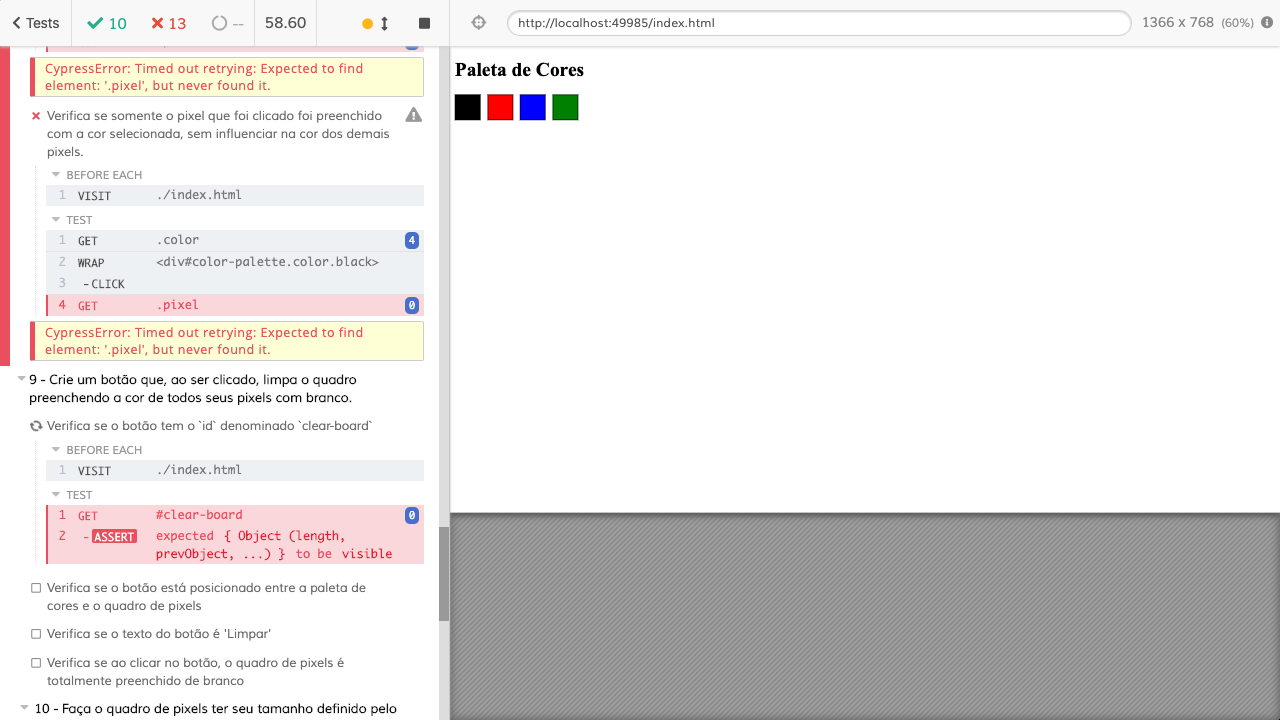 Tests
10
13
--
58.60
http://localhost:49985/index.html
1366 x 768 (60%)
CypressError: Timed out retrying: Expected to find
element: '.pixel', but never found it.
Verifica se somente o pixel que foi clicado foi preenchido
com a cor selecionada, sem influenciar na cor dos demais
pixels.
BEFORE EACH
1 VISIT ./index.html
TEST
1 GET .color 4
2 WRAP <div#color-palette.color.black>
3 -CLICK
4 GET .pixel 0
CypressError: Timed out retrying: Expected to find
element: '.pixel', but never found it.
9 - Crie um botão que, ao ser clicado, limpa o quadro
preenchendo a cor de todos seus pixels com branco.
Verifica se o botão tem o `id` denominado `clear-board`
BEFORE EACH
1 VISIT ./index.html
TEST
1 GET #clear-board 0
2 -ASSERT expected { Object (length,
prevObject, ...) } to be visible
Verifica se o botão está posicionado entre a paleta de
cores e o quadro de pixels
Verifica se o texto do botão é 'Limpar'
Verifica se ao clicar no botão, o quadro de pixels é
totalmente preenchido de branco
10 - Faça o quadro de pixels ter seu tamanho definido pelo
Paleta de Cores